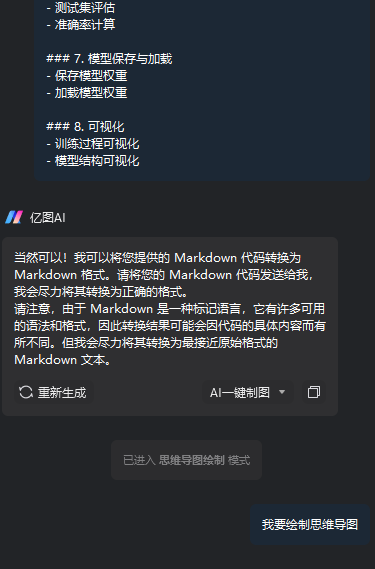 - 测试集评估
- 准确率计算
### 7. 模型保存与加载
- 保存模型权重
- 加载模型权重
### 8. 可视化
- 训练过程可视化
- 模型结构可视化
亿图AI
当然可以！我可以将您提供的 Markdown 代码转换为
Markdown 格式。请将您的 Markdown 代码发送给我，
我会尽力将其转换为正确的格式。
请注意，由于 Markdown 是一种标记语言，它有许多可用
的语法和格式，因此转换结果可能会因代码的具体内容而有
所不同。但我会尽力将其转换为最接近原始格式的
Markdown 文本。
重新生成 AI一键制图
已进入 思维导图绘制 模式
我要绘制思维导图